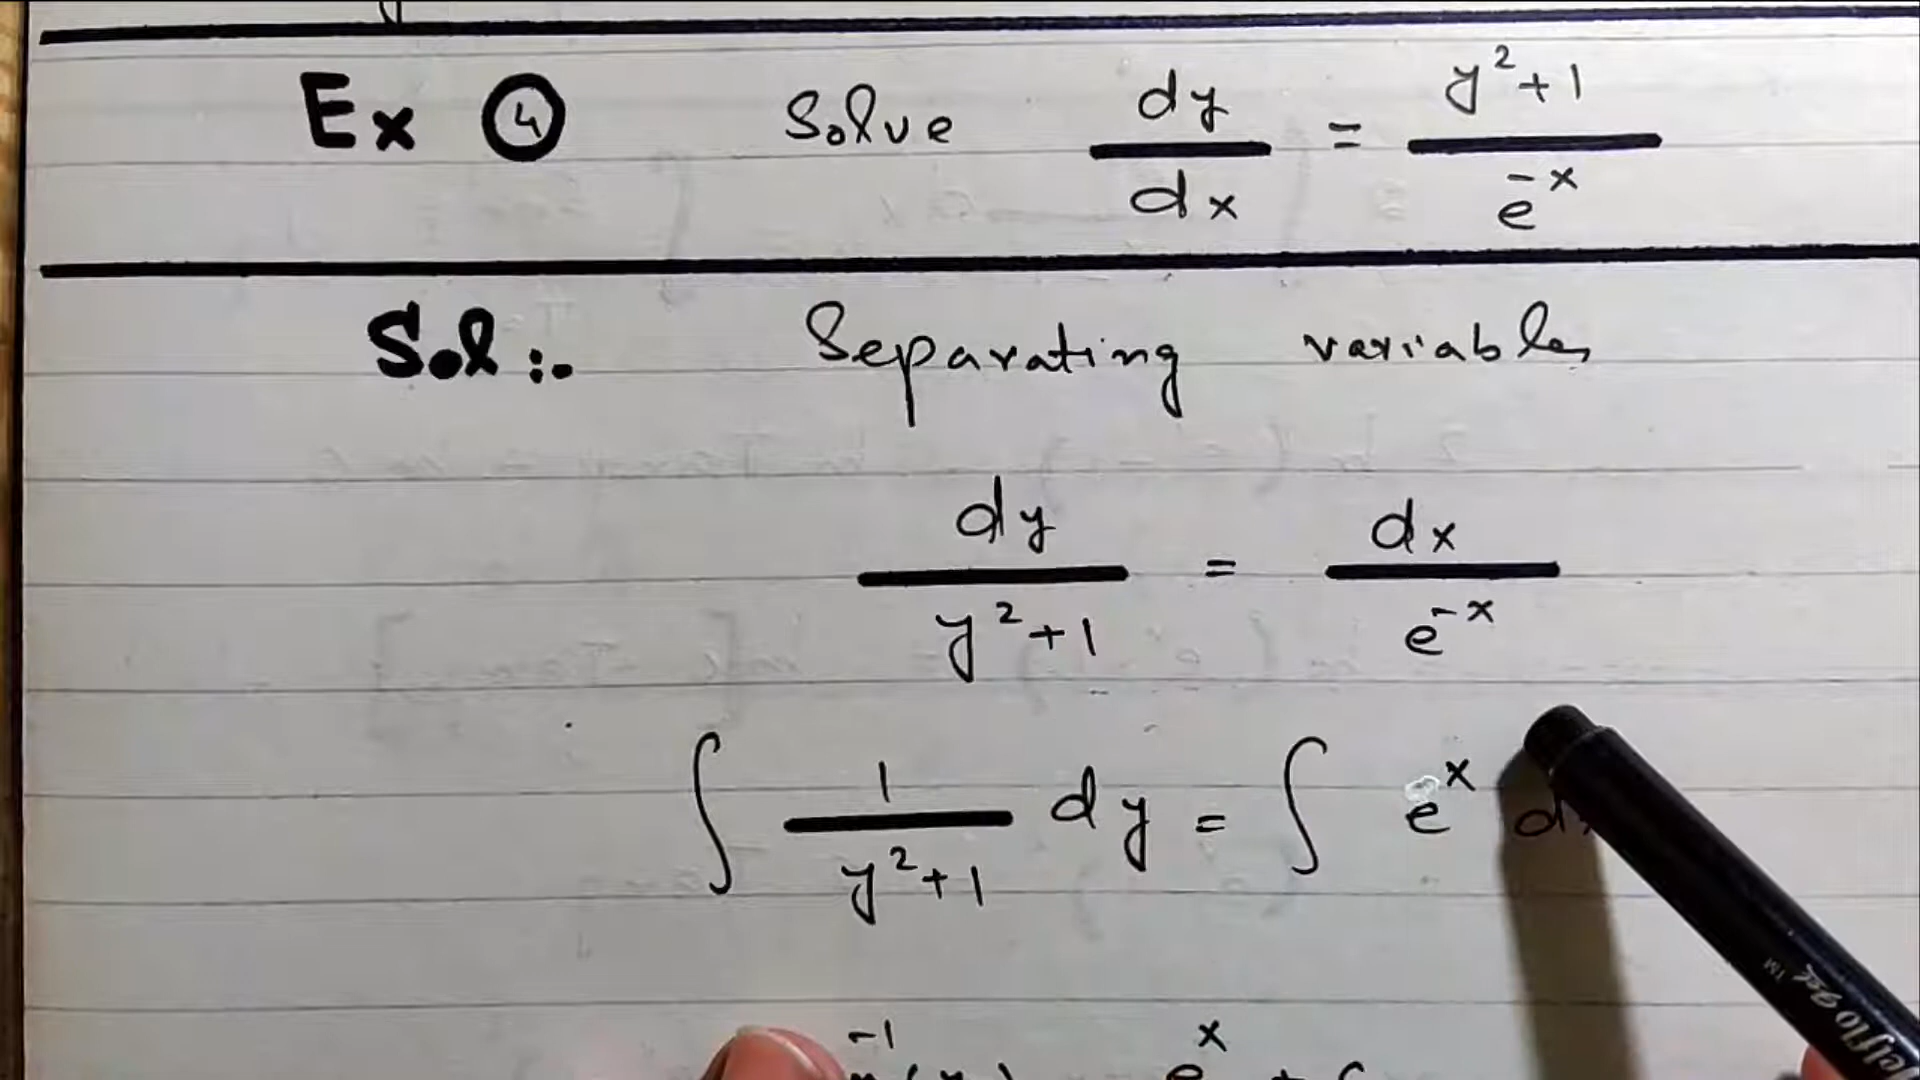 Ex ④ Solve dy/dx = y²+1/e⁻ˣ
Sol:. Separating variables
dy/y²+1 = dx/e⁻ˣ
∫ 1/y²+1 dy = ∫ eˣ d